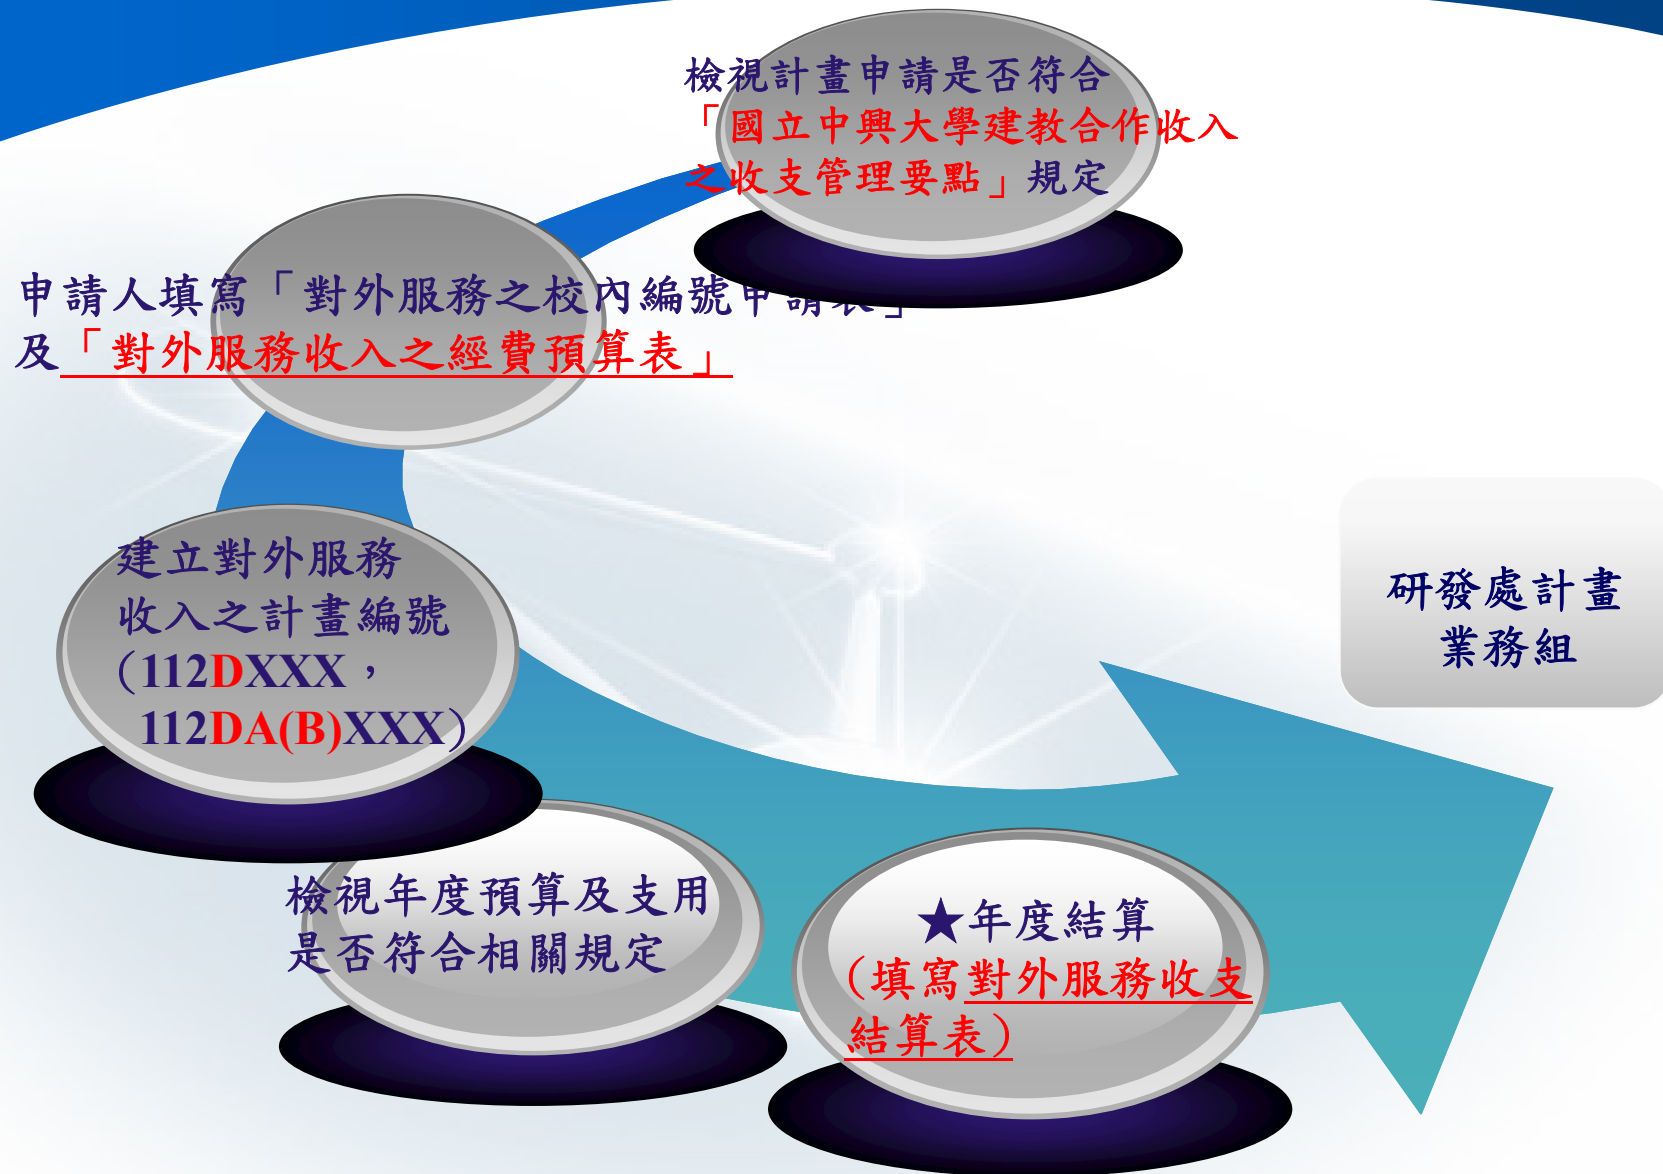 檢視計畫申請是否符合
「國立中興大學建教合作收入
之收支管理要點」規定
申請人填寫「對外服務之校內編號申請表」
及「對外服務收入之經費預算表」
建立對外服務
收入之計畫編號
（112DXXX，
112DA(B)XXX）
檢視年度預算及支用
是否符合相關規定
★年度結算
（填寫對外服務收支
結算表）
研發處計畫
業務組